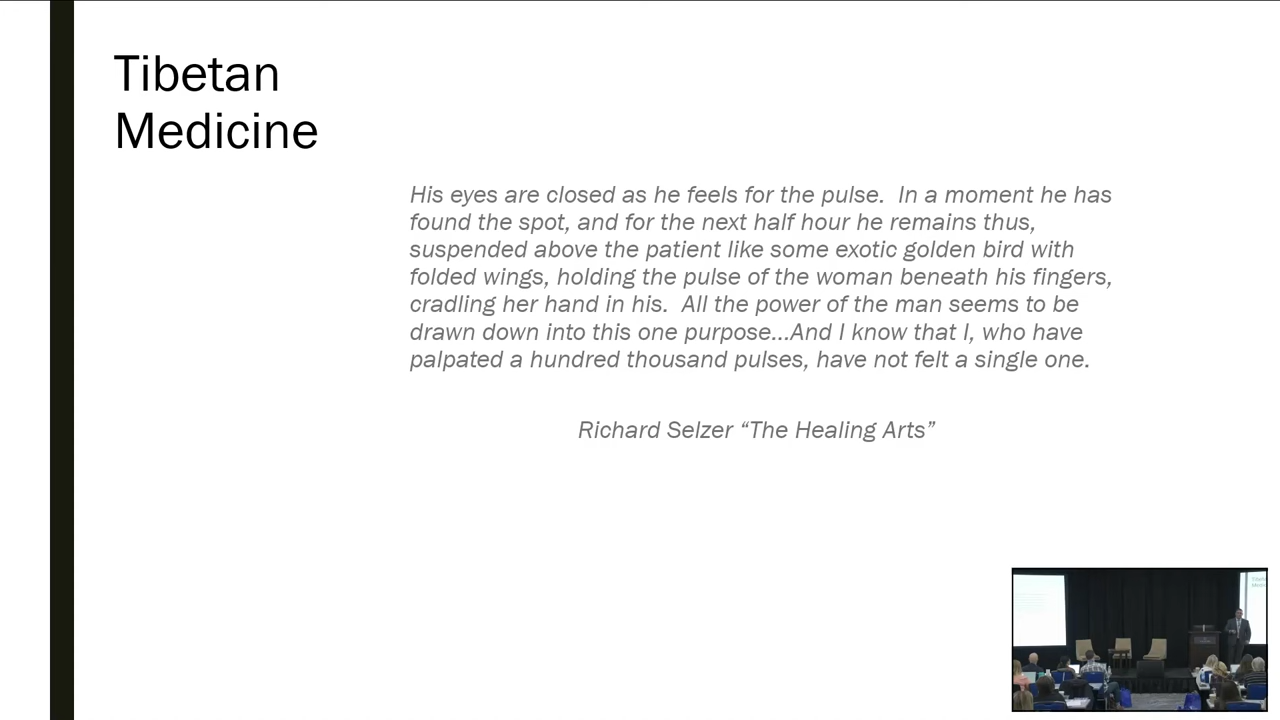 Tibetan
Medicine
His eyes are closed as he feels for the pulse.  In a moment he has
found the spot, and for the next half hour he remains thus,
suspended above the patient like some exotic golden bird with
folded wings, holding the pulse of the woman beneath his fingers,
cradling her hand in his.  All the power of the man seems to be
drawn down into this one purpose...And I know that I, who have
palpated a hundred thousand pulses, have not felt a single one.
Richard Selzer “The Healing Arts”